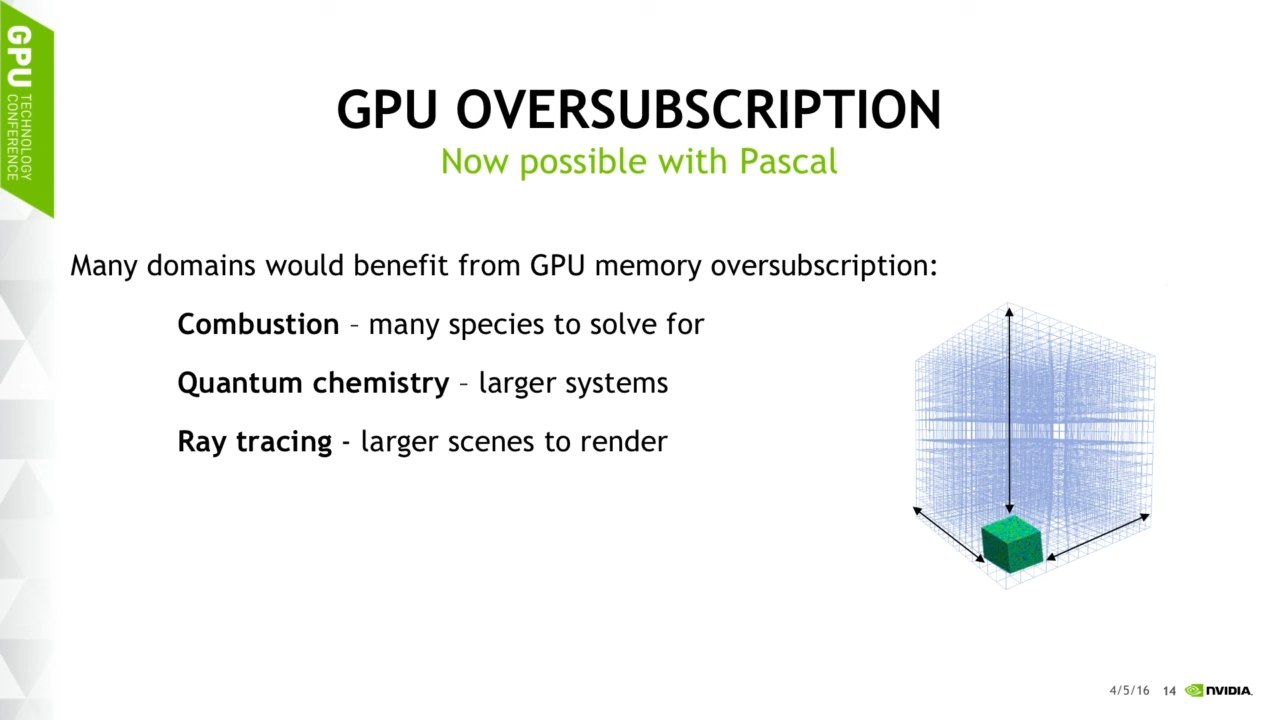 GPU TECHNOLOGY
CONFERENCE
GPU OVERSUBSCRIPTION
Now possible with Pascal
Many domains would benefit from GPU memory oversubscription:
Combustion – many species to solve for
Quantum chemistry – larger systems
Ray tracing - larger scenes to render
4/5/16 14 NVIDIA.